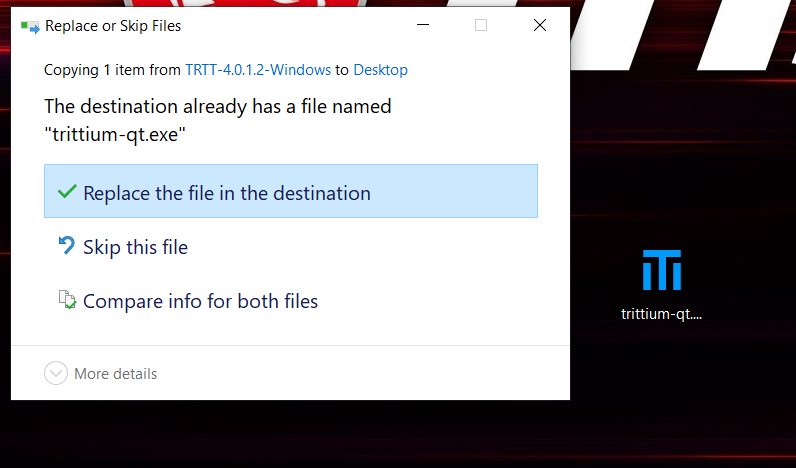 Replace or Skip Files
Copying 1 item from TRTT-4.0.1.2-Windows to Desktop
The destination already has a file named
"trittium-qt.exe"
Replace the file in the destination
Skip this file
Compare info for both files
More details
trittium-qt....